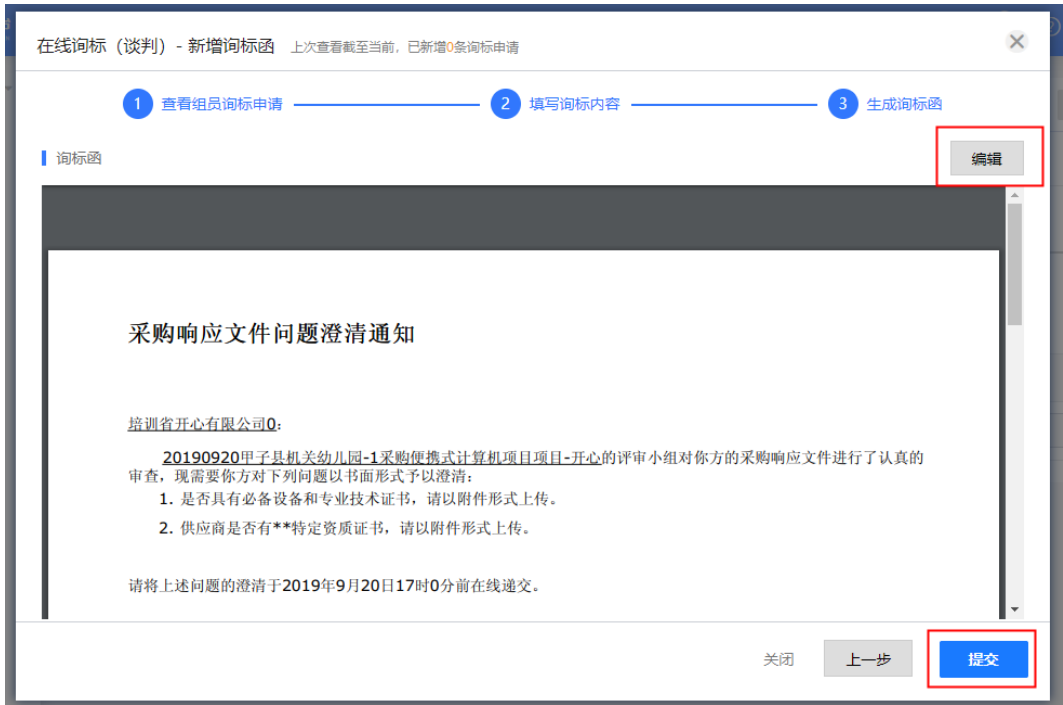 在线询标（谈判）- 新增询标函 上次查看截至当前，已新增0条询标申请
1 查看组员询标申请 2 填写询标内容 3 生成询标函
询标函 编辑
采购响应文件问题澄清通知
培训省开心有限公司0:
20190920甲子县机关幼儿园-1采购便携式计算机项目项目-开心的评审小组对你方的采购响应文件进行了认真的
审查，现需要你方对下列问题以书面形式予以澄清：
1. 是否具有必备设备和专业技术证书，请以附件形式上传。
2. 供应商是否有**特定资质证书，请以附件形式上传。
请将上述问题的澄清于2019年9月20日17时0分前在线递交。
关闭 上一步 提交